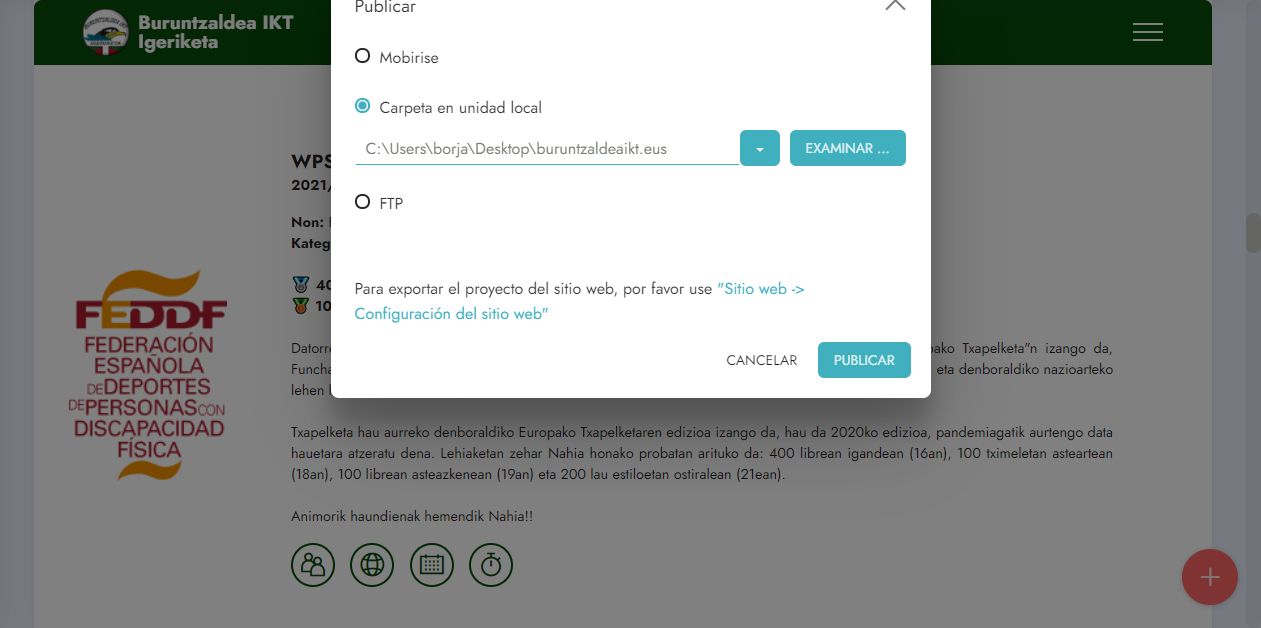 Buruntzaldea IKT
Igeriketa
Publicar
Mobirise
Carpeta en unidad local
C:\Users\borja\Desktop\buruntzaldeaikt.eus
EXAMINAR ...
FTP
Para exportar el proyecto del sitio web, por favor use "Sitio web ->
Configuración del sitio web"
CANCELAR
PUBLICAR
WPS
2021/
Non:
Kateg
40
10
FEDDF
FEDERACIÓN
ESPAÑOLA
DE DEPORTES
DE PERSONAS CON
DISCAPACIDAD
FÍSICA
Datorre
pako Txapelketa"n izango da,
Funcha
eta denboraldiko nazioarteko
lehen
Txapelketa hau aurreko denboraldiko Europako Txapelketaren edizioa izango da, hau da 2020ko edizioa, pandemiagatik aurtengo data
hauetara atzeratu dena. Lehiaketan zehar Nahia honako probatan arituko da: 400 librean igandean (16an), 100 tximeletan asteartean
(18an), 100 librean asteazkenean (19an) eta 200 lau estiloetan ostiralean (21ean).
Animorik haundienak hemendik Nahia!!